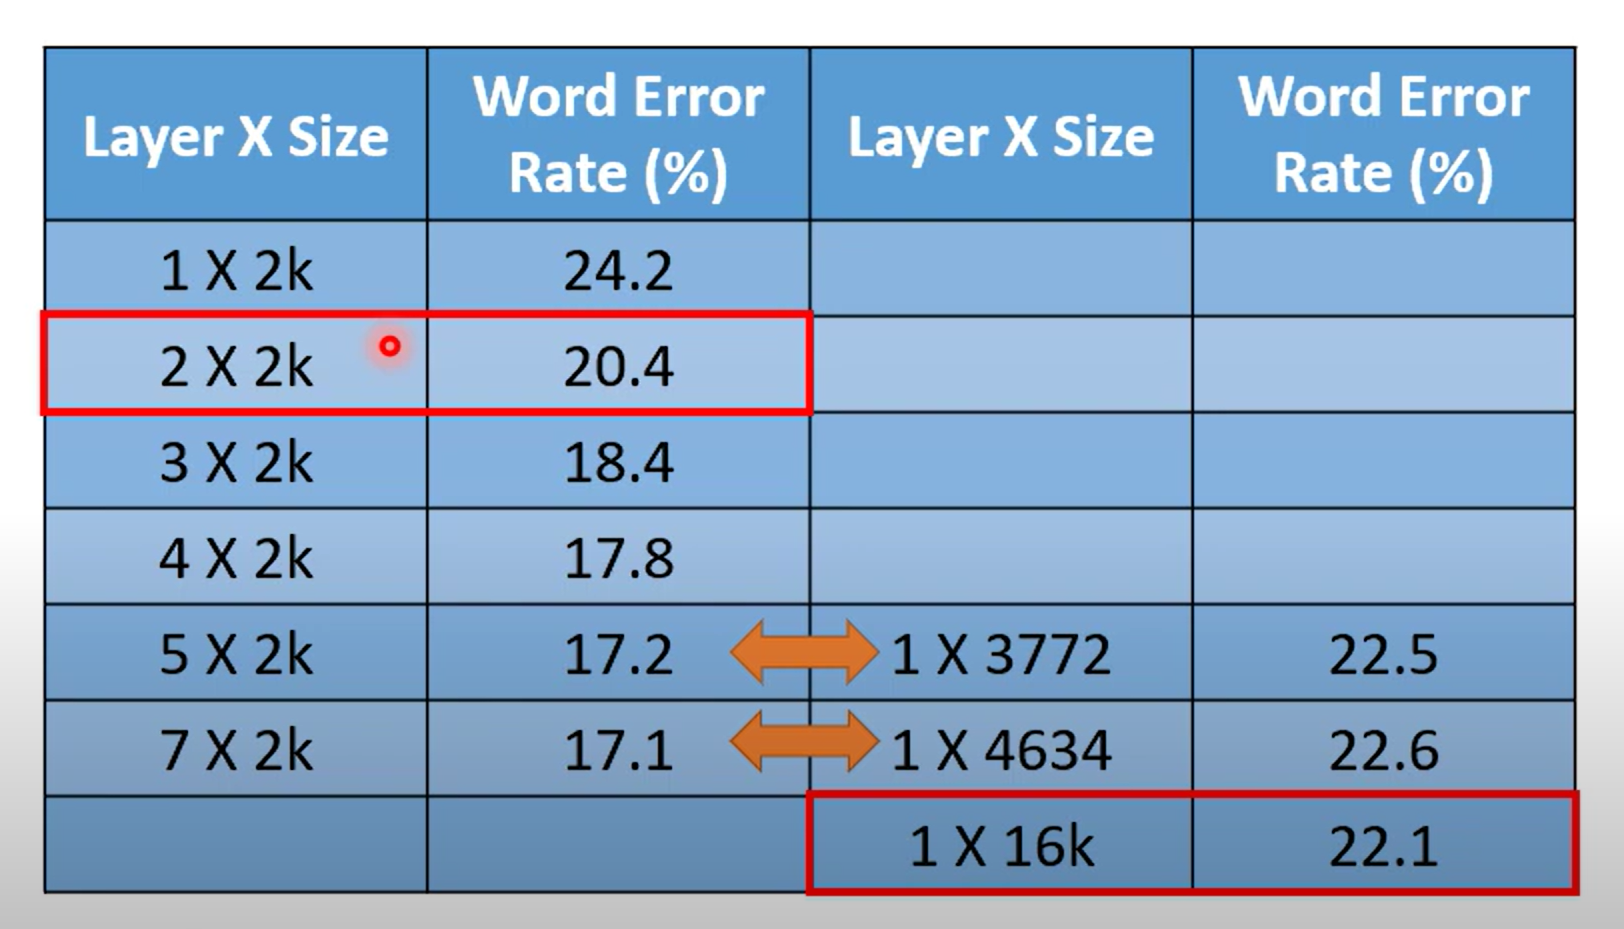 Layer X Size
Word Error
Rate (%)
Layer X Size
Word Error
Rate (%)
1 X 2k 24.2
2 X 2k 20.4
3 X 2k 18.4
4 X 2k 17.8
5 X 2k 17.2 1 X 3772 22.5
7 X 2k 17.1 1 X 4634 22.6
1 X 16k 22.1